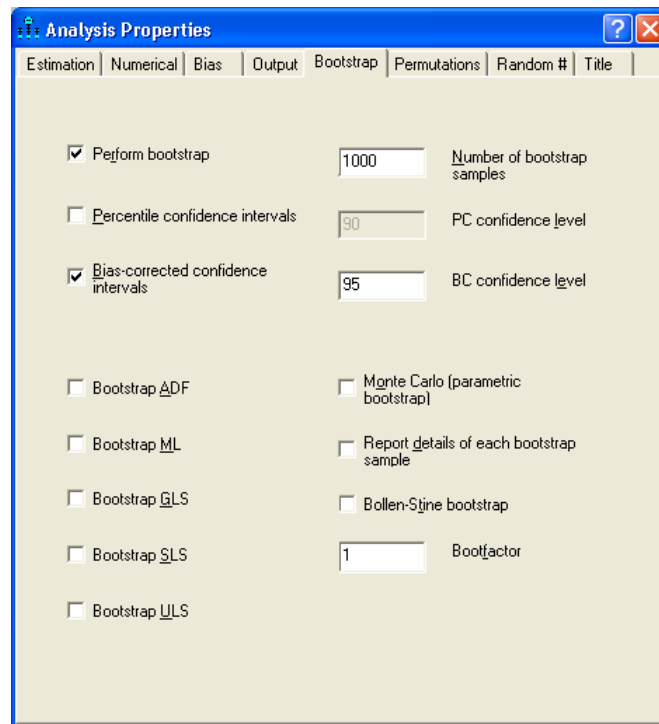 Analysis Properties
?
Estimation Numerical Bias Output Bootstrap Permutations Random # Title
Perform bootstrap
1000
Number of bootstrap
samples
Percentile confidence intervals
90
PC confidence level
Bias-corrected confidence
intervals
95
BC confidence level
Bootstrap ADF
Monte Carlo (parametric
bootstrap)
Bootstrap ML
Report details of each bootstrap
sample
Bootstrap GLS
Bollen-Stine bootstrap
Bootstrap SLS
1
Bootfactor
Bootstrap ULS